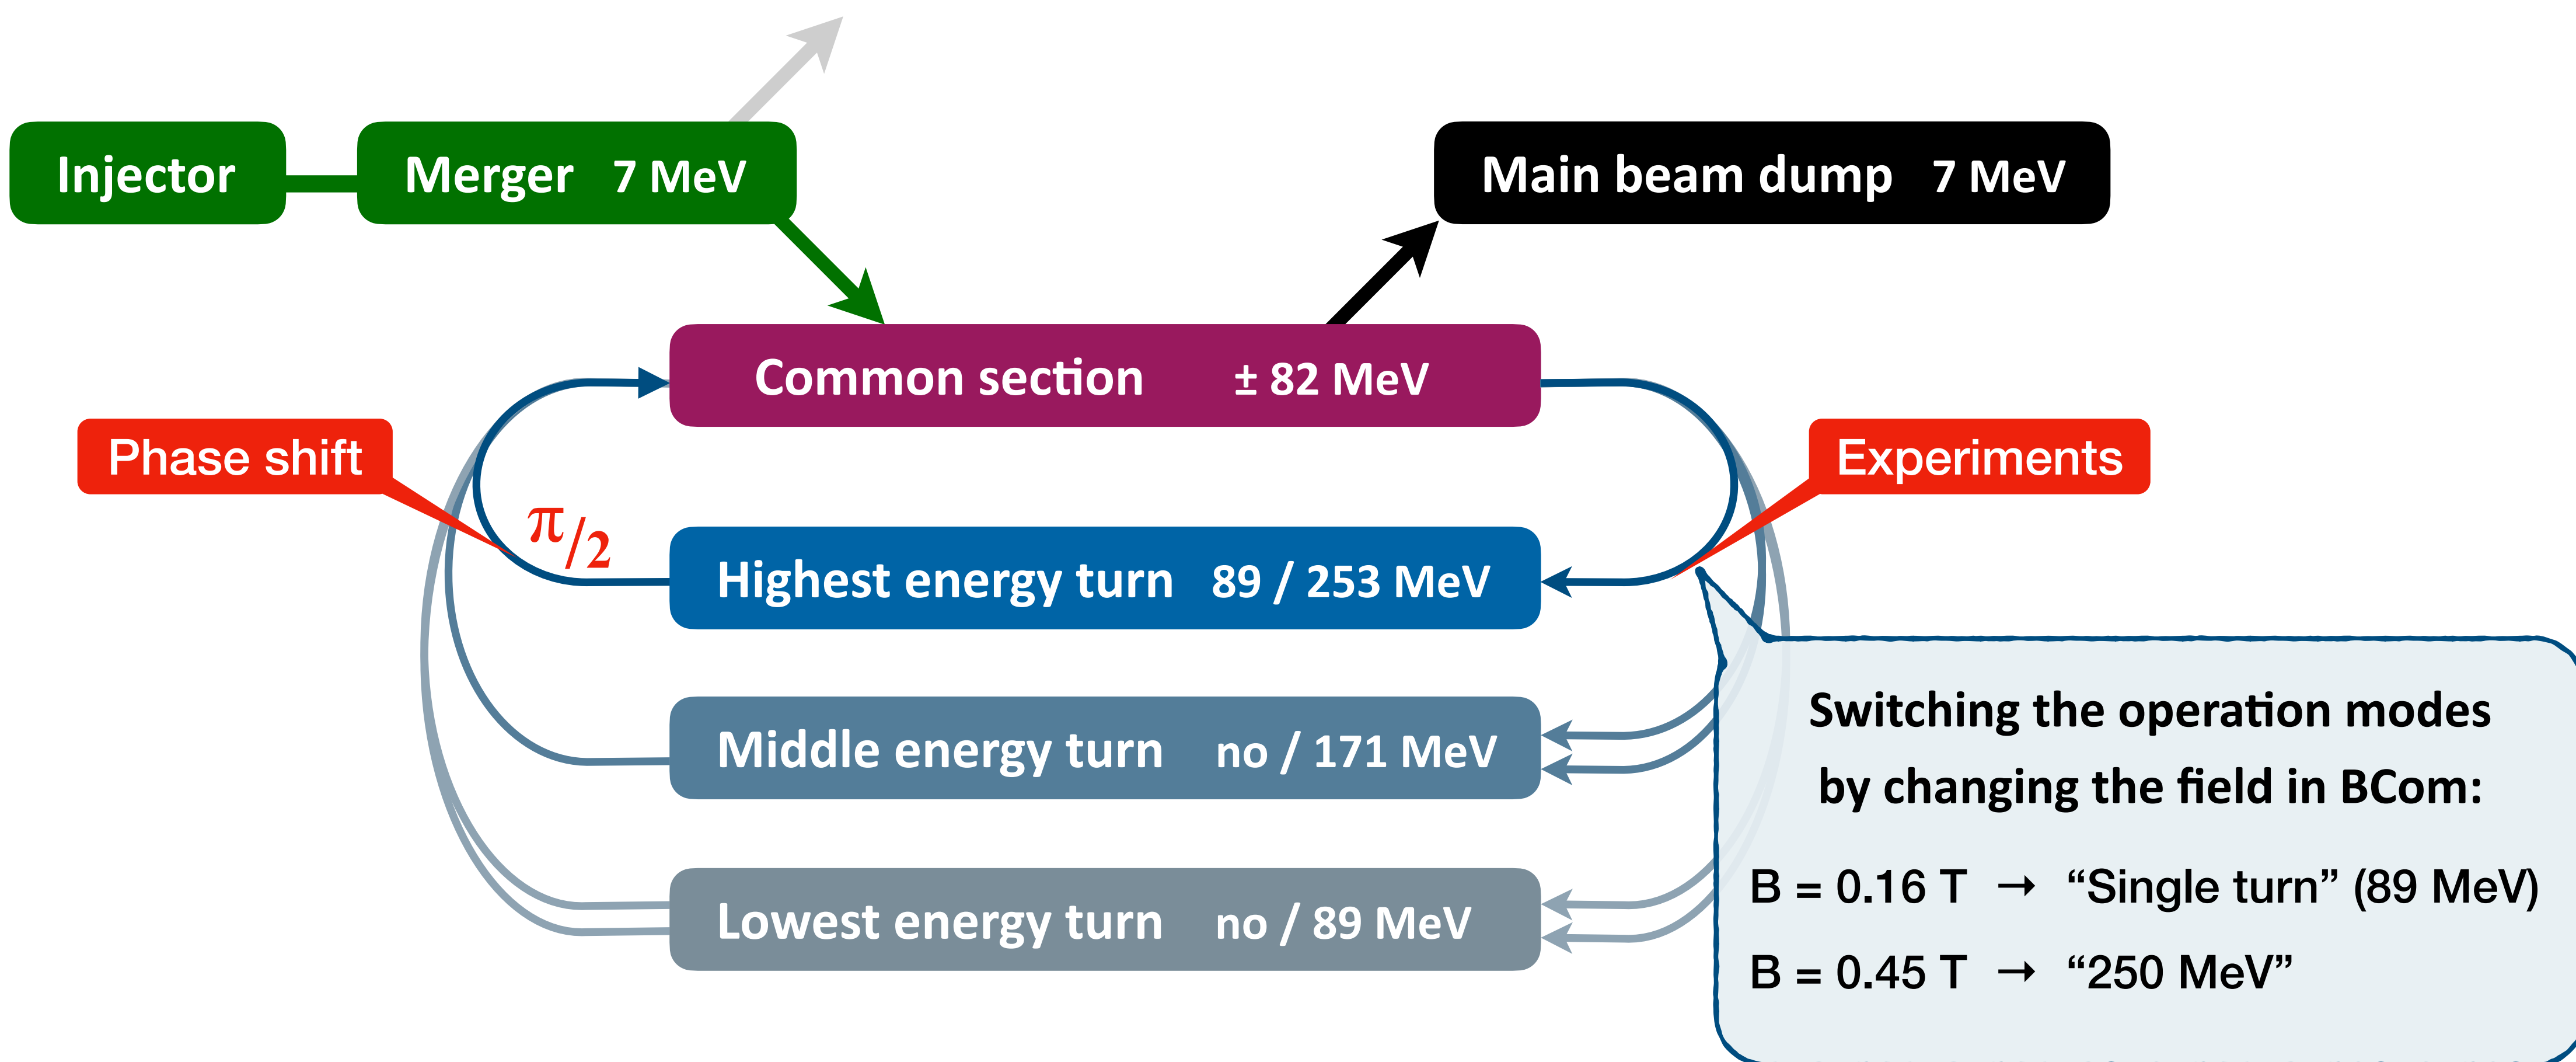 Injector
Merger 7 MeV
Main beam dump 7 MeV
Common section ± 82 MeV
Phase shift
Experiments
π/2
Highest energy turn 89 / 253 MeV
Middle energy turn no / 171 MeV
Lowest energy turn no / 89 MeV
Switching the operation modes
by changing the field in BCom:
B = 0.16 T → “Single turn” (89 MeV)
B = 0.45 T → “250 MeV”